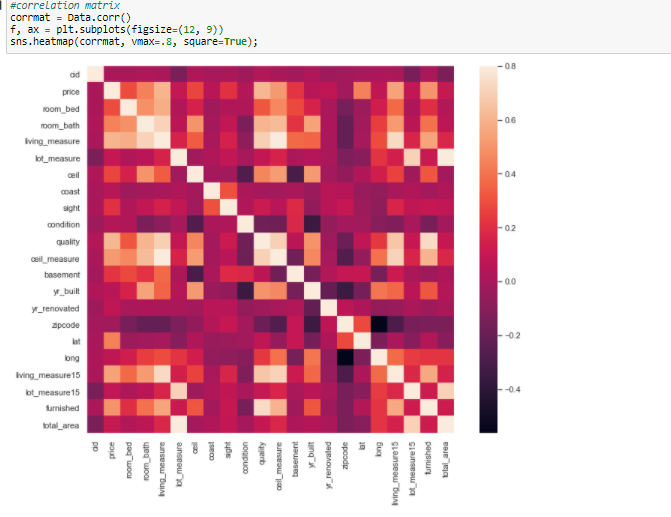 #correlation matrix
corrmat = Data.corr()
f, ax = plt.subplots(figsize=(12, 9))
sns.heatmap(corrmat, vmax=.8, square=True);
cid
price
room_bed
room_bath
living_measure
lot_measure
ceil
coast
sight
condition
quality
ceil_measure
basement
yr_built
yr_renovated
zipcode
lat
long
living_measure15
lot_measure15
furnished
total_area
0.8
0.6
0.4
0.2
0.0
−0.2
−0.4
cid
price
room_bed
room_bath
living_measure
lot_measure
ceil
coast
sight
condition
quality
ceil_measure
basement
yr_built
yr_renovated
zipcode
lat
long
living_measure15
lot_measure15
furnished
total_area